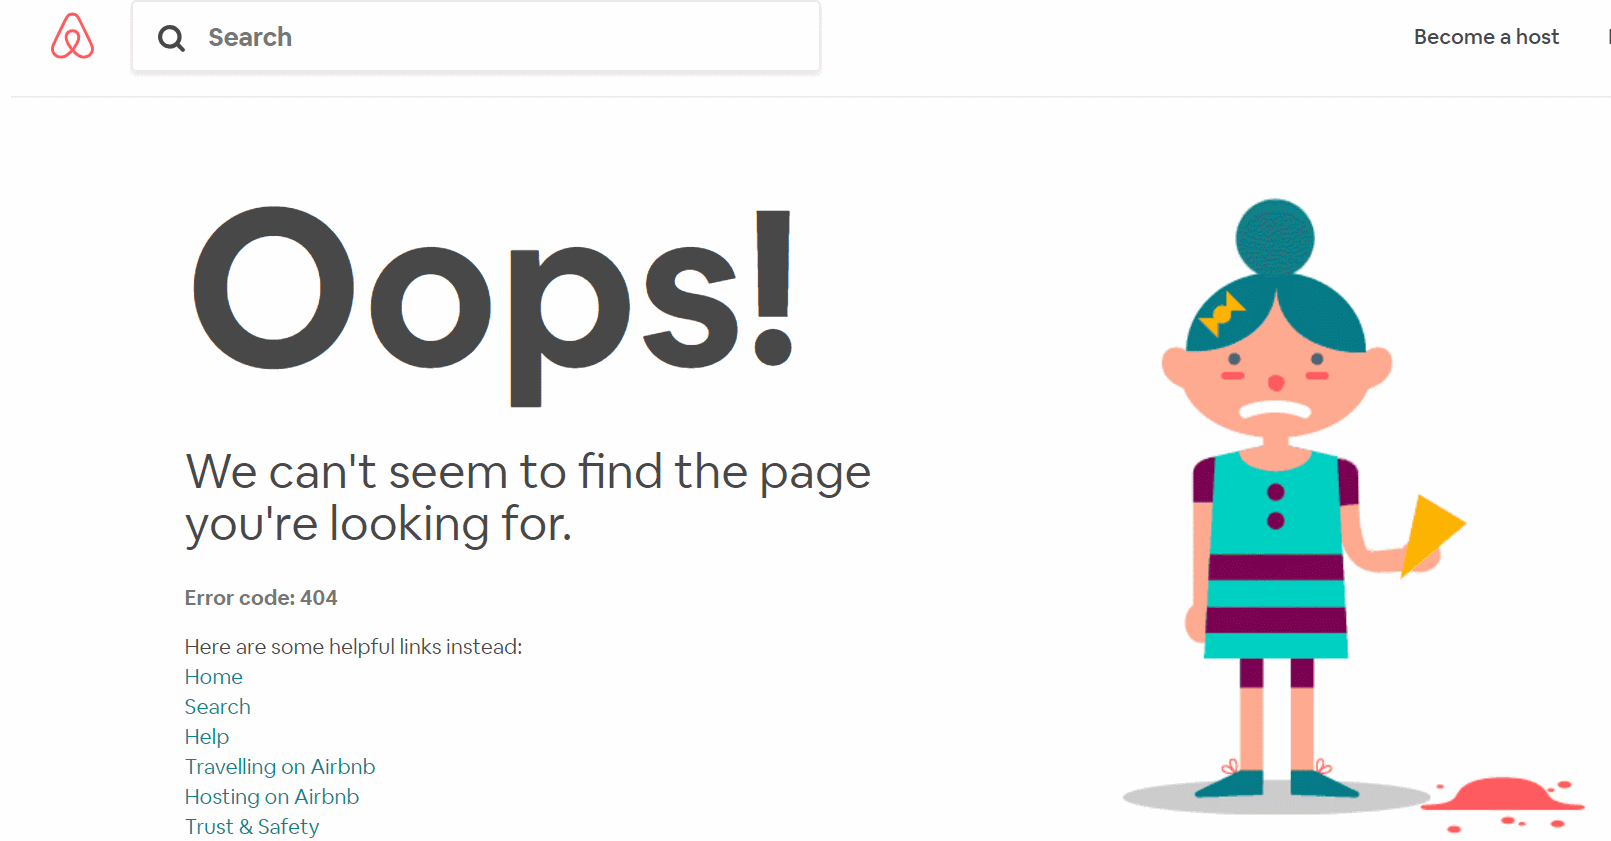 Search
Become a host
Oops!
We can't seem to find the page
you're looking for.
Error code: 404
Here are some helpful links instead:
Home
Search
Help
Travelling on Airbnb
Hosting on Airbnb
Trust & Safety